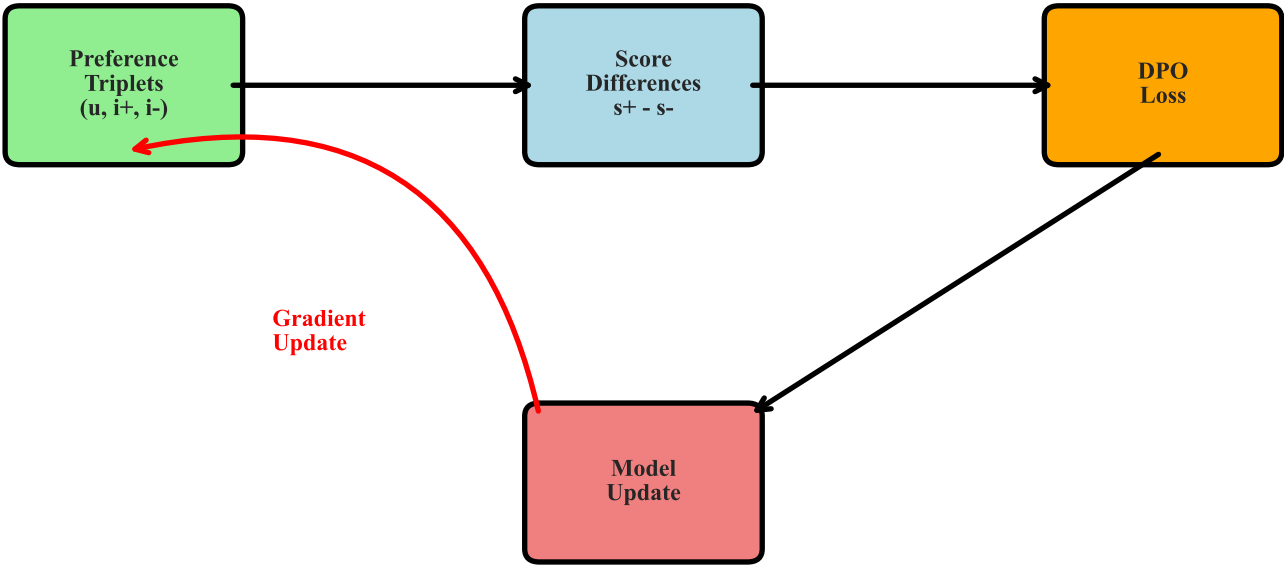 Preference
Triplets
(u, i+, i-)
Score
Differences
s+ - s-
DPO
Loss
Gradient
Update
Model
Update